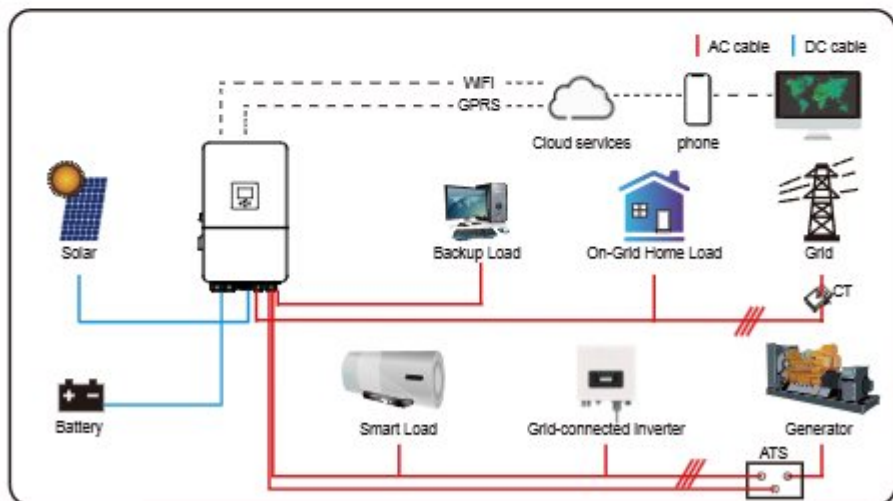 AC cable
DC cable
WIFI
GPRS
Cloud services
phone
Solar
Backup Load
On-Grid Home Load
Grid
CT
Battery
Smart Load
Grid-connected Inverter
Generator
ATS